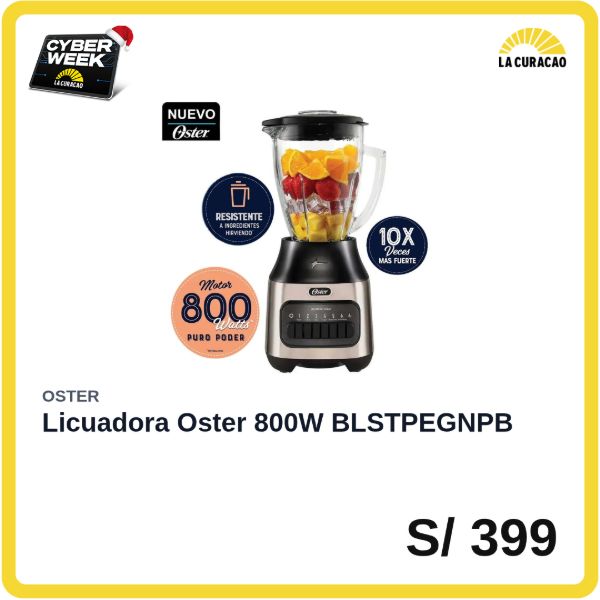 CYBER
WEEK
LA CURACAO
LA CURACAO
NUEVO
Oster
RESISTENTE
A INGREDIENTES
HIRVIENDO
10X
Veces
MÁS FUERTE
Motor
800
Watts
PURO PODER
Oster
OSTER
Licuadora Oster 800W BLSTPEGNPB
S/ 399